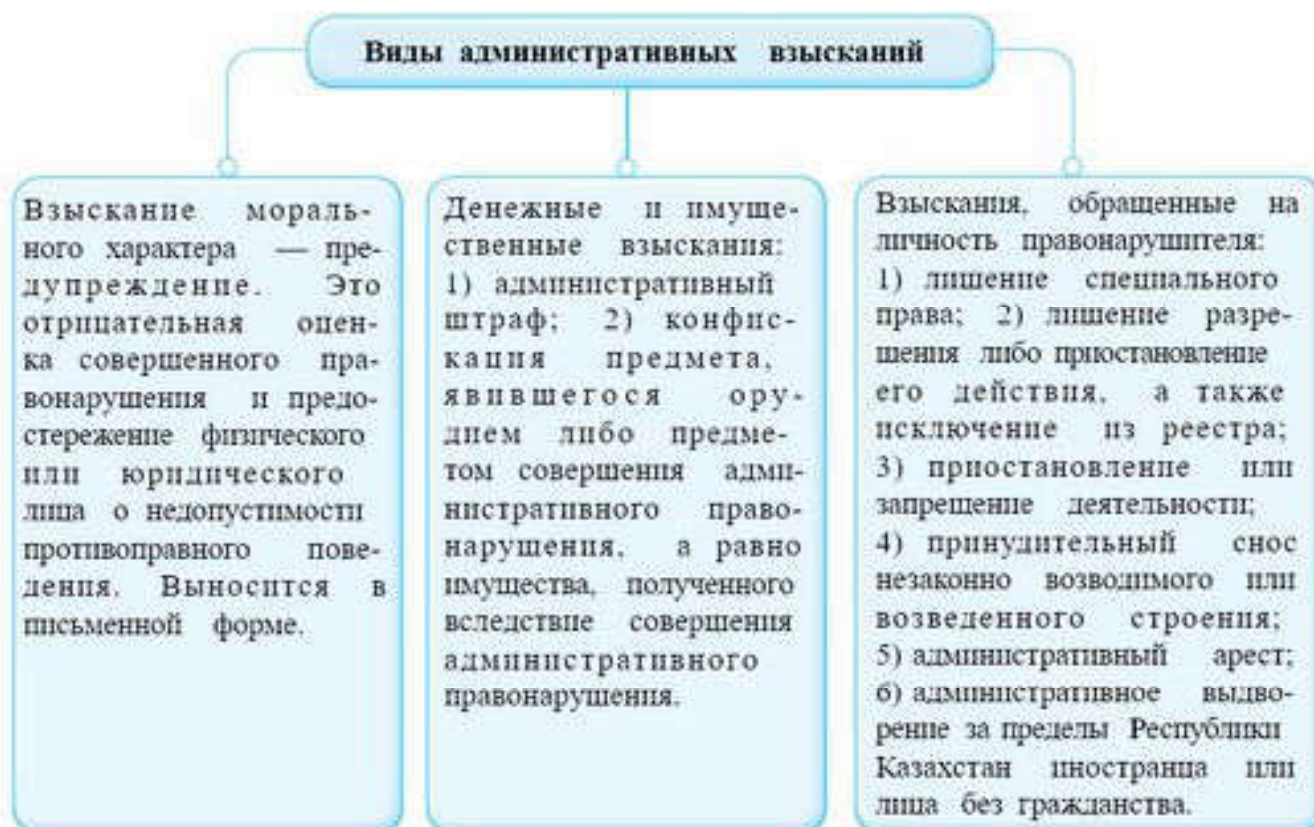 Виды административных взысканий
Взыскание мораль-
ного характера — пре-
дупреждение. Это
отрицательная оцен-
ка совершенного пра-
вонарушения и предо-
стережение физического
или юридического
лица о недопустимости
противоправного пове-
дения. Выносится в
письменной форме.
Денежные и имуще-
ственные взыскания:
1) административный
штраф; 2) конфис-
кация предмета,
явившегося ору-
дием либо предме-
том совершения адми-
нистративного право-
нарушения, а равно
имущества, полученного
вследствие совершения
административного
правонарушения.
Взыскания, обращенные на
личность правонарушителя:
1) лишение специального
права; 2) лишение разре-
шения либо приостановление
его действия, а также
исключение из реестра;
3) приостановление или
запрещение деятельности;
4) принудительный снос
незаконно возводимого или
возведенного строения;
5) административный арест;
6) административное выдво-
рение за пределы Республики
Казахстан иностранца или
лица без гражданства.